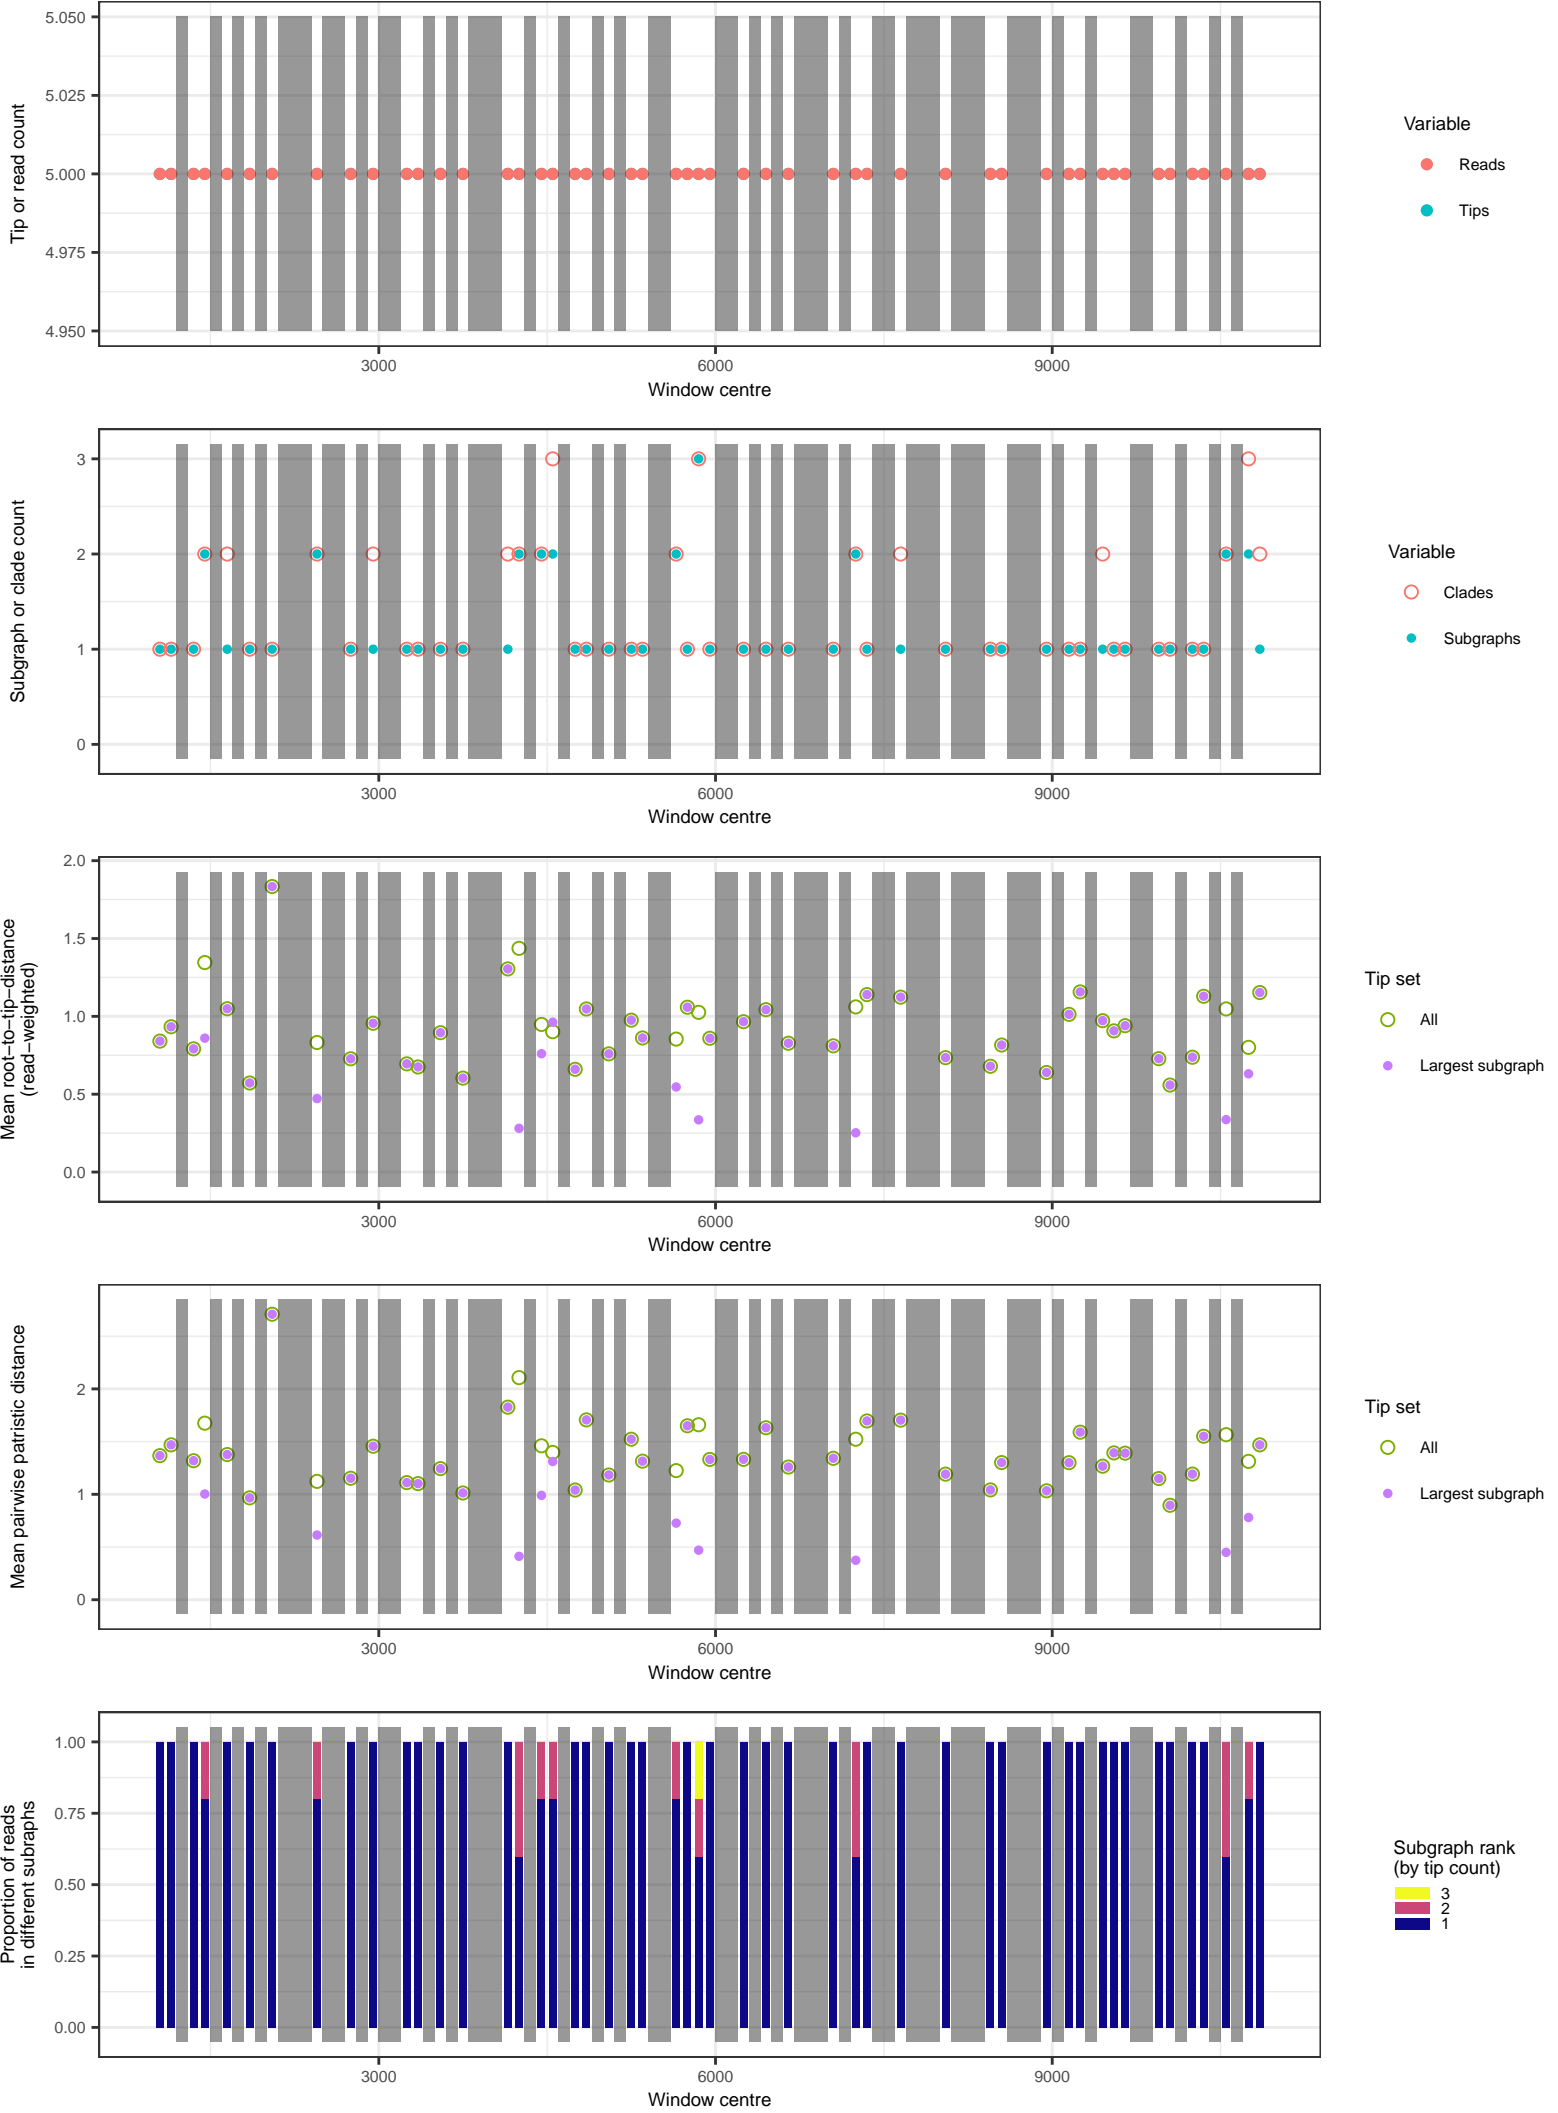 5.050
5.025
5.000
4.975
4.950
Tip or read count
3000 6000 9000
Window centre
Variable
Reads
Tips
3
2
1
0
Subgraph or clade count
3000 6000 9000
Window centre
Variable
Clades
Subgraphs
2.0
1.5
1.0
0.5
0.0
Mean root−to−tip−distance
(read−weighted)
3000 6000 9000
Window centre
Tip set
All
Largest subgraph
2
1
0
Mean pairwise patristic distance
3000 6000 9000
Window centre
Tip set
All
Largest subgraph
1.00
0.75
0.50
0.25
0.00
Proportion of reads
in different subraphs
3000 6000 9000
Window centre
Subgraph rank
(by tip count)
3
2
1